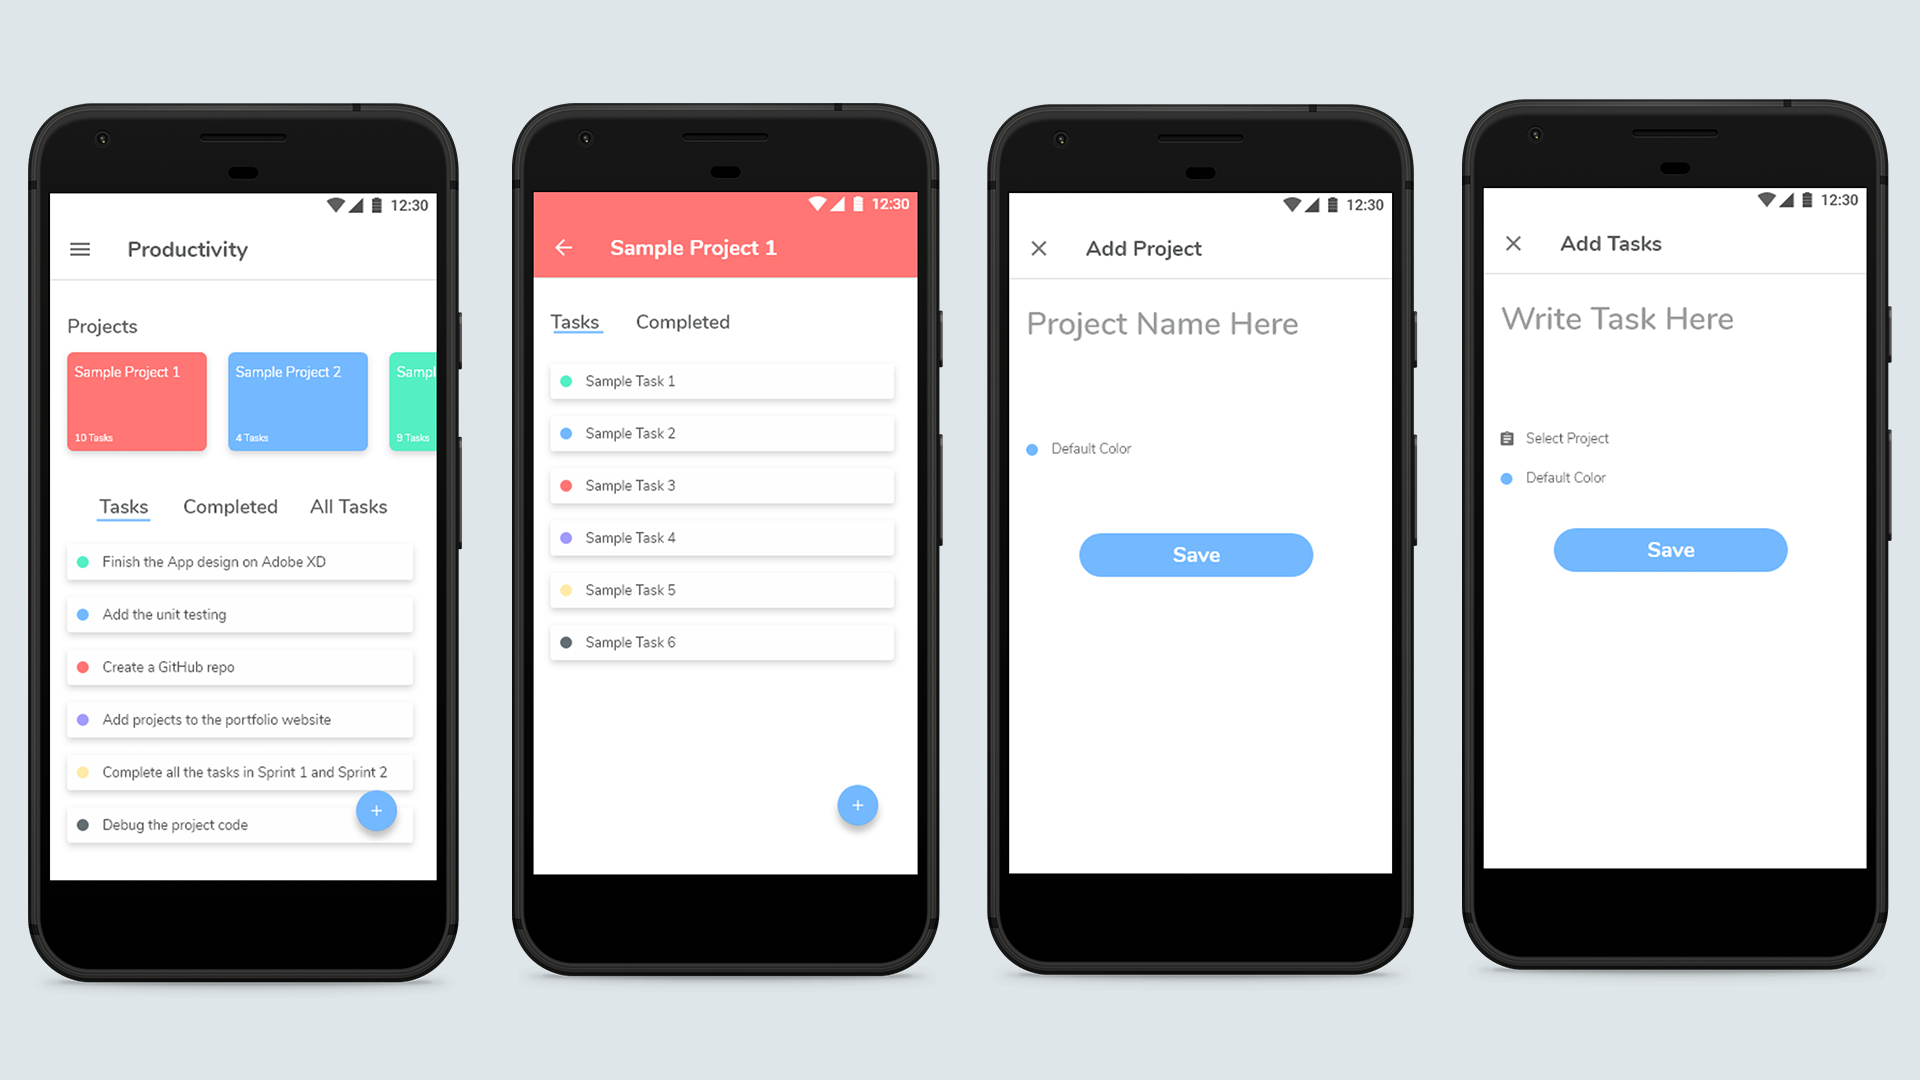 12:30
Productivity
Projects
Sample Project 1
10 Tasks
Sample Project 2
4 Tasks
Sampl
9 Tasks
Tasks Completed All Tasks
Finish the App design on Adobe XD
Add the unit testing
Create a GitHub repo
Add projects to the portfolio website
Complete all the tasks in Sprint 1 and Sprint 2
+
Debug the project code
12:30
Sample Project 1
Tasks Completed
Sample Task 1
Sample Task 2
Sample Task 3
Sample Task 4
Sample Task 5
Sample Task 6
+
12:30
Add Project
Project Name Here
Default Color
Save
12:30
Add Tasks
Write Task Here
Select Project
Default Color
Save